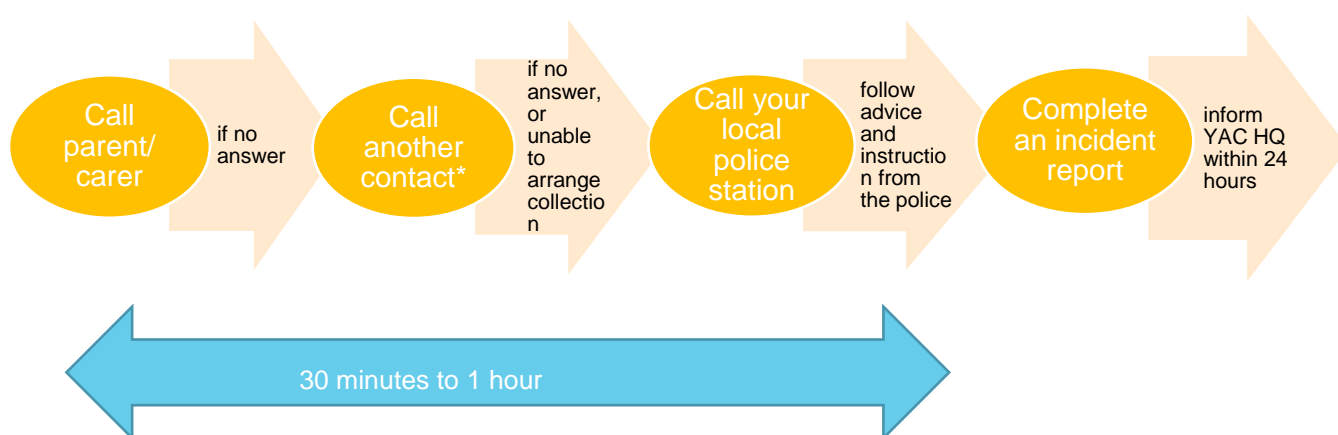 Call
parent/
carer
if no
answer
Call
another
contact*
if no
answer,
or
unable
to
arrange
collectio
n
Call your
local
police
station
follow
advice
and
instructio
n from
the police
Complete
an incident
report
inform
YAC HQ
within 24
hours
30 minutes to 1 hour